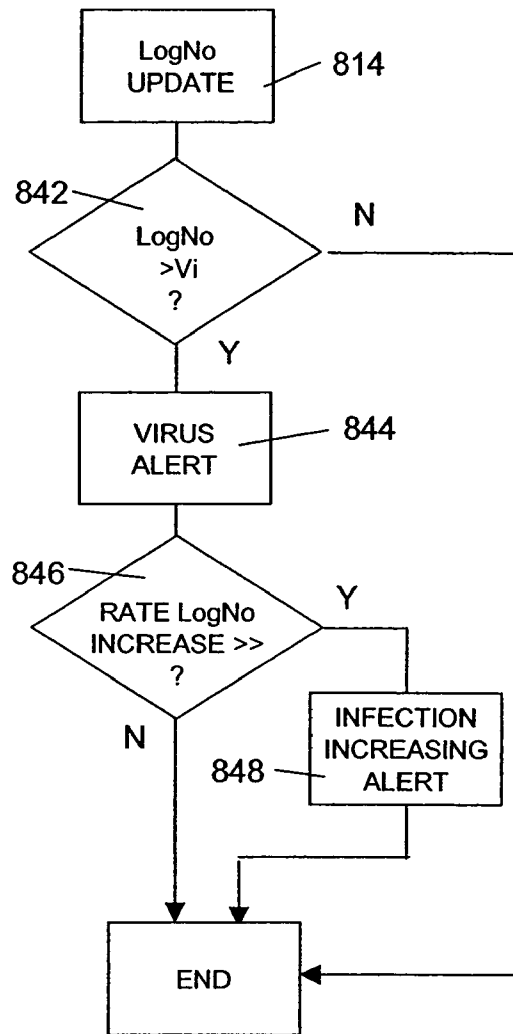 LogNo
UPDATE
814
842
N
LogNo
>Vi
?
Y
VIRUS
ALERT
844
846
RATE LogNo
INCREASE >>
?
Y
N
INFECTION
INCREASING
ALERT
848
END